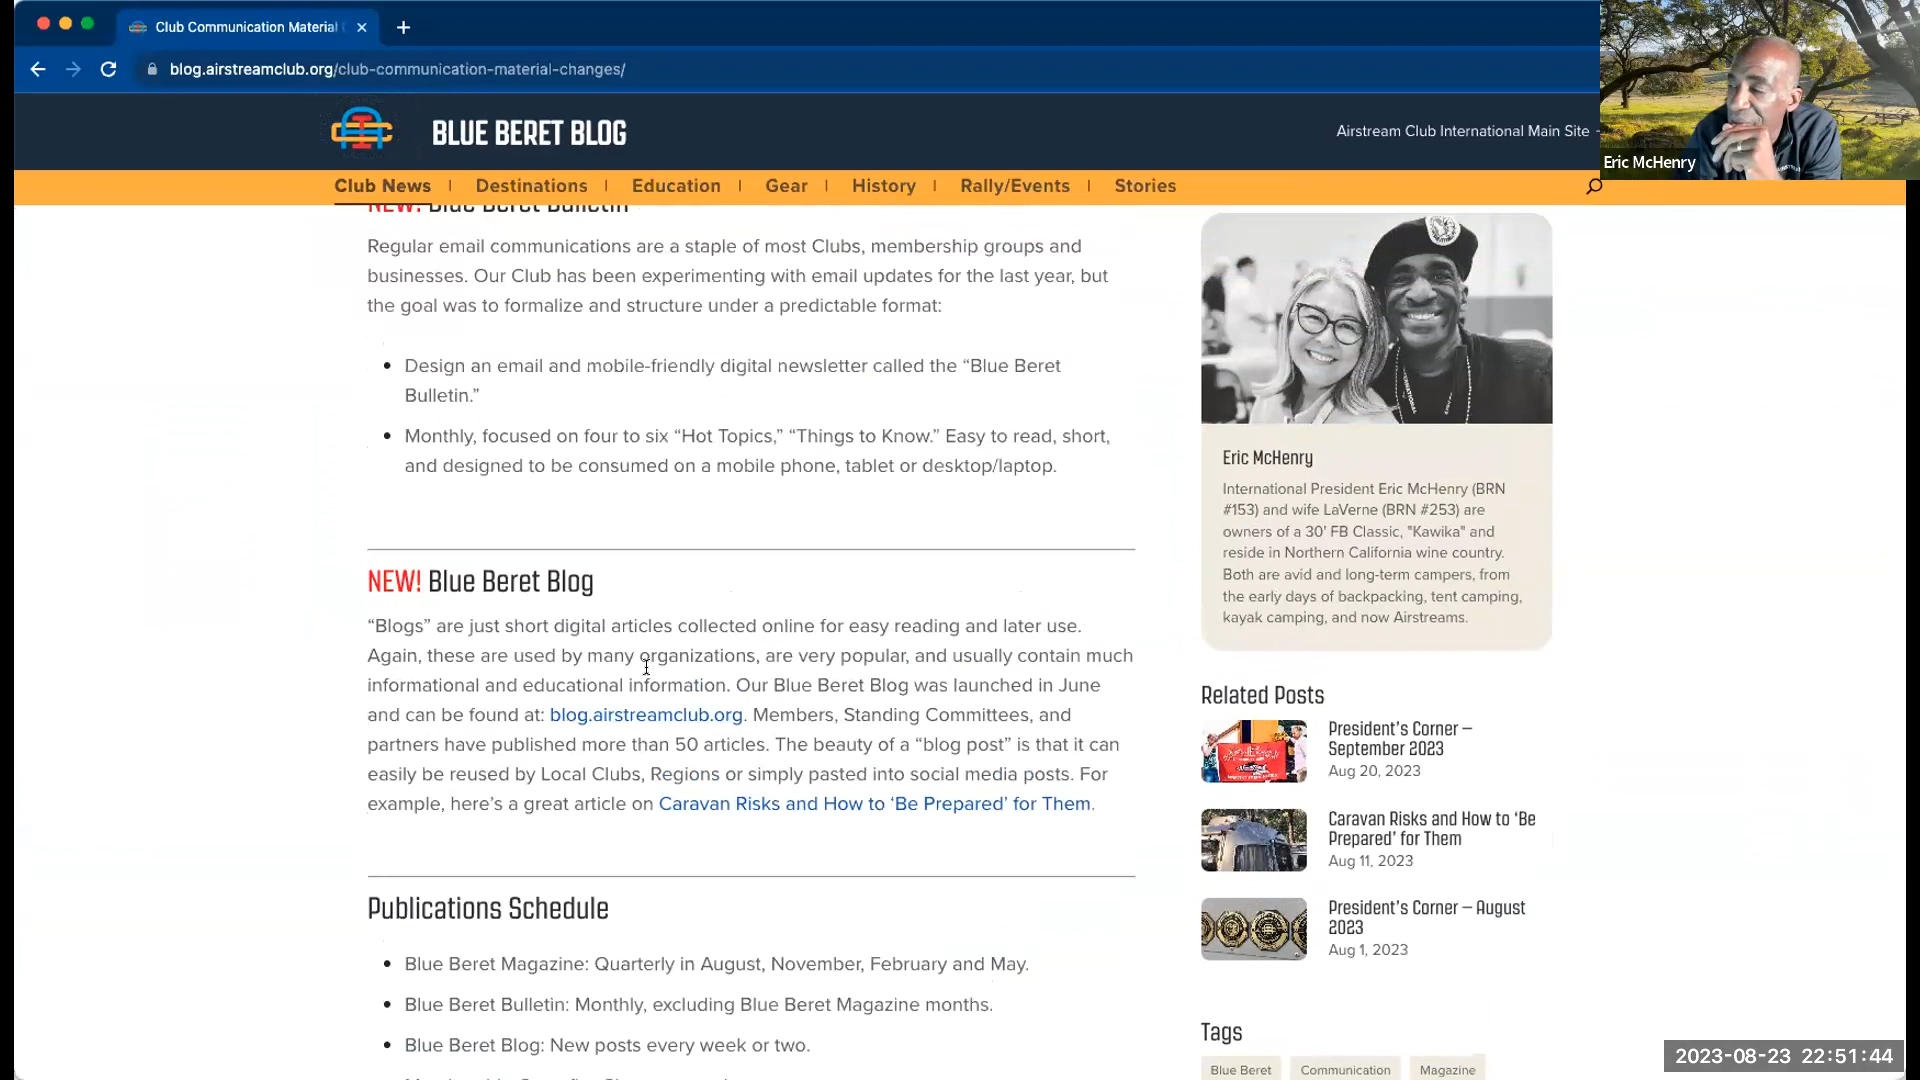 Club Communication Material
blog.airstreamclub.org/club-communication-material-changes/
BLUE BERET BLOG
Airstream Club International Main Site
Eric McHenry
Club News
Destinations
Education
Gear
History
Rally/Events
Stories
NEW! Blue Beret Bulletin
Regular email communications are a staple of most Clubs, membership groups and
businesses. Our Club has been experimenting with email updates for the last year, but
the goal was to formalize and structure under a predictable format:
• Design an email and mobile-friendly digital newsletter called the “Blue Beret
Bulletin.”
• Monthly, focused on four to six “Hot Topics,” “Things to Know.” Easy to read, short,
and designed to be consumed on a mobile phone, tablet or desktop/laptop.
NEW! Blue Beret Blog
“Blogs” are just short digital articles collected online for easy reading and later use.
Again, these are used by many organizations, are very popular, and usually contain much
informational and educational information. Our Blue Beret Blog was launched in June
and can be found at: blog.airstreamclub.org. Members, Standing Committees, and
partners have published more than 50 articles. The beauty of a “blog post” is that it can
easily be reused by Local Clubs, Regions or simply pasted into social media posts. For
example, here’s a great article on Caravan Risks and How to ‘Be Prepared’ for Them.
Publications Schedule
• Blue Beret Magazine: Quarterly in August, November, February and May.
• Blue Beret Bulletin: Monthly, excluding Blue Beret Magazine months.
• Blue Beret Blog: New posts every week or two.
Eric McHenry
International President Eric McHenry (BRN
#153) and wife LaVerne (BRN #253) are
owners of a 30' FB Classic, "Kawika" and
reside in Northern California wine country.
Both are avid and long-term campers, from
the early days of backpacking, tent camping,
kayak camping, and now Airstreams.
Related Posts
President’s Corner –
September 2023
Aug 20, 2023
Caravan Risks and How to ‘Be
Prepared’ for Them
Aug 11, 2023
President’s Corner – August
2023
Aug 1, 2023
Tags
Blue Beret
Communication
Magazine
2023-08-23 22:51:44